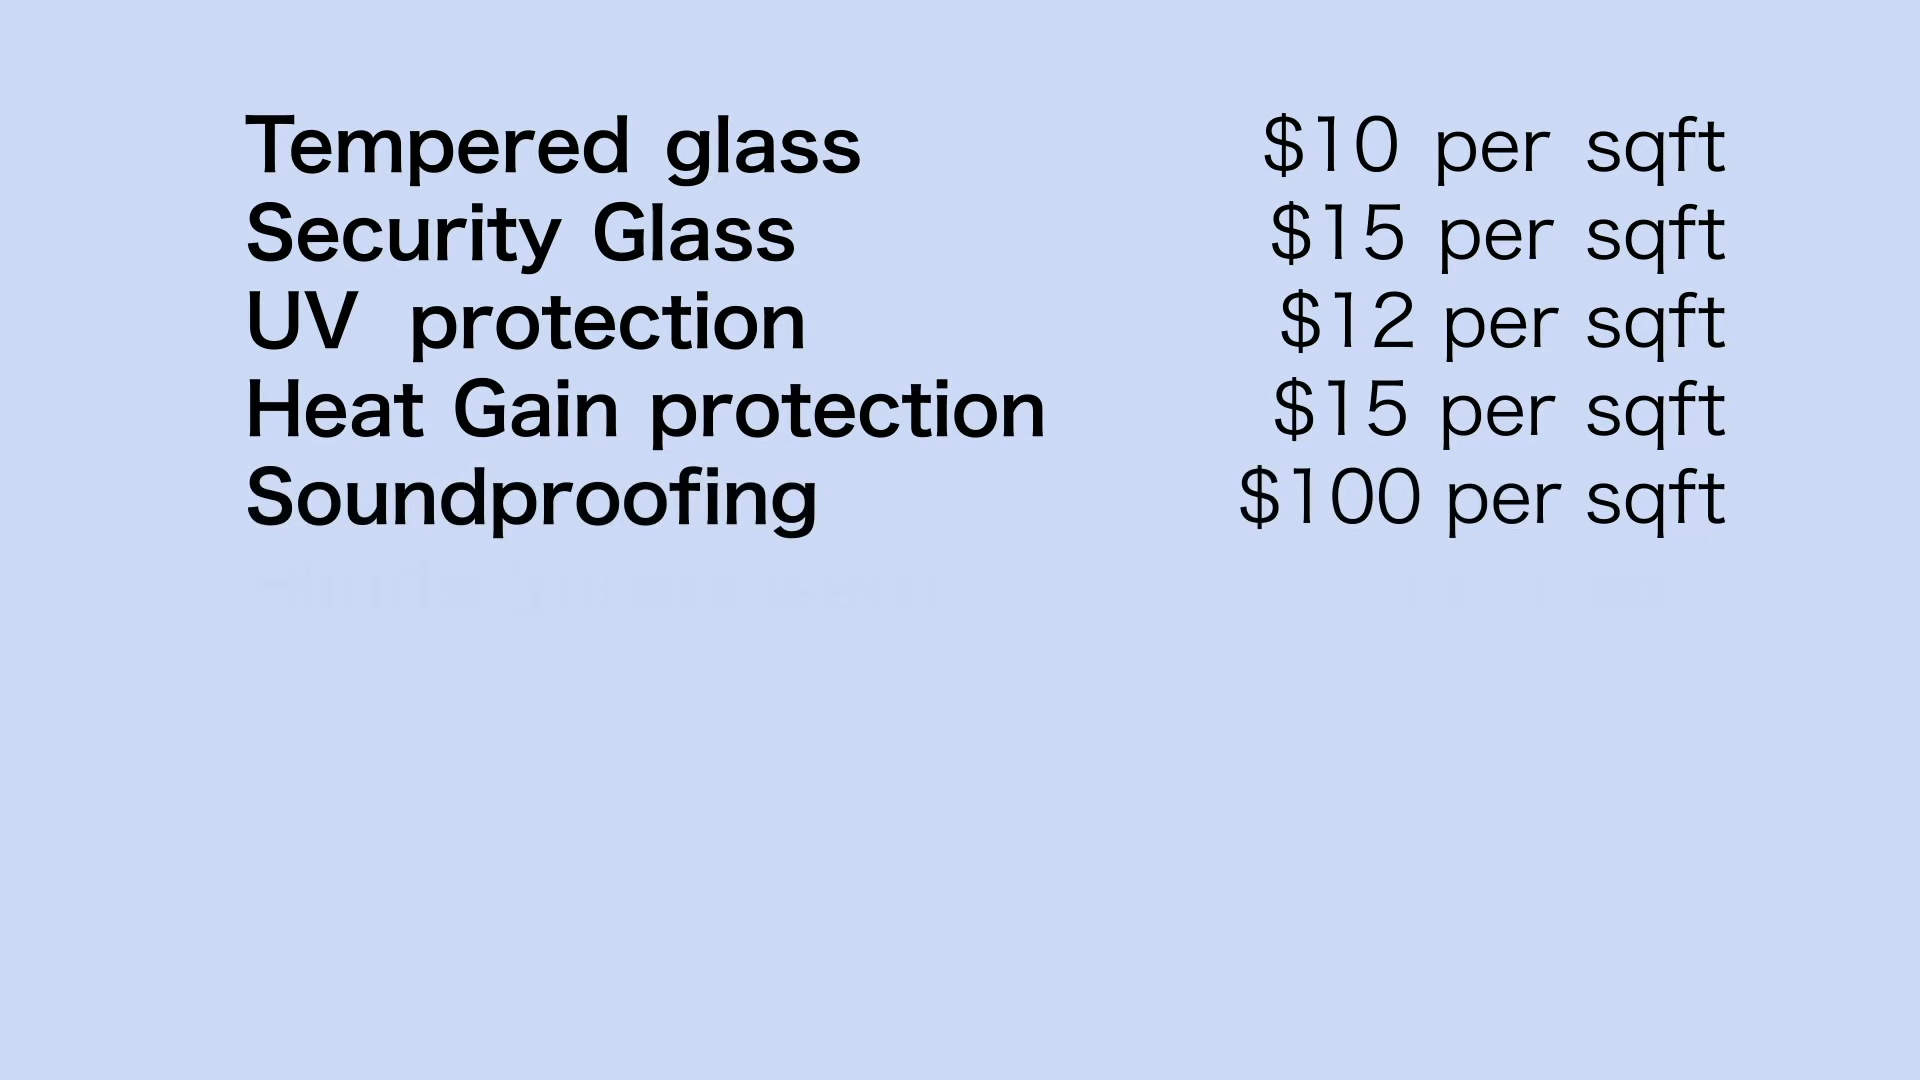 Tempered glass $10 per sqft
Security Glass $15 per sqft
UV protection $12 per sqft
Heat Gain protection $15 per sqft
Soundproofing $100 per sqft